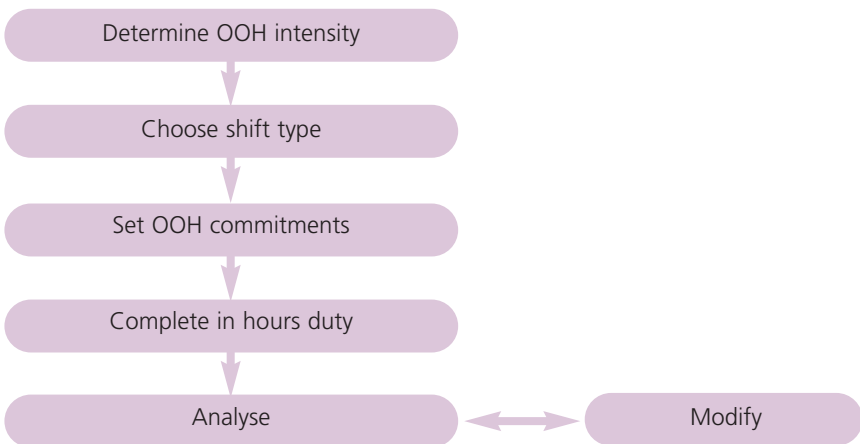 Determine OOH intensity
Choose shift type
Set OOH commitments
Complete in hours duty
Analyse
Modify